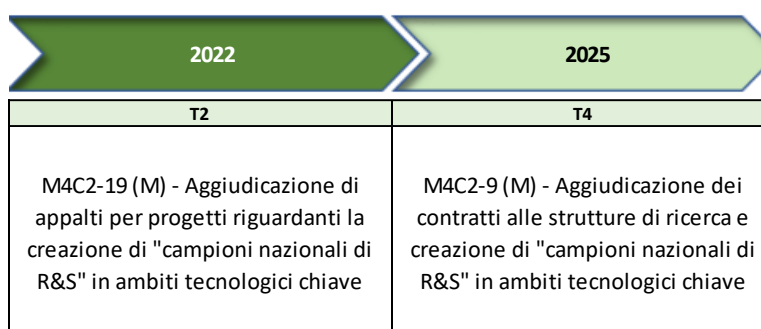 2022
2025
T2
T4
M4C2-19 (M) - Aggiudicazione di
appalti per progetti riguardanti la
creazione di "campioni nazionali di
R&S" in ambiti tecnologici chiave
M4C2-9 (M) - Aggiudicazione dei
contratti alle strutture di ricerca e
creazione di "campioni nazionali di
R&S" in ambiti tecnologici chiave